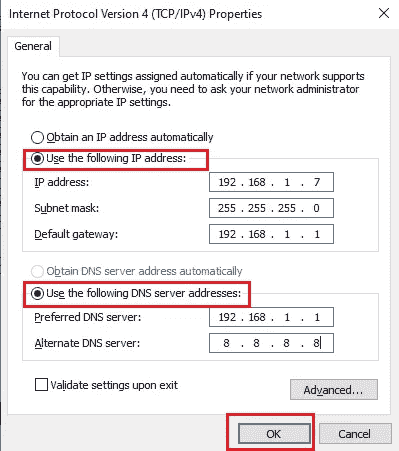 Internet Protocol Version 4 (TCP/IPv4) Properties
General
You can get IP settings assigned automatically if your network supports
this capability. Otherwise, you need to ask your network administrator
for the appropriate IP settings.
Obtain an IP address automatically
Use the following IP address:
IP address: 192 . 168 . 1 . 7
Subnet mask: 255 . 255 . 255 . 0
Default gateway: 192 . 168 . 1 . 1
Obtain DNS server address automatically
Use the following DNS server addresses:
Preferred DNS server: 192 . 168 . 1 . 1
Alternate DNS server: 8 . 8 . 8 . 8
Validate settings upon exit
Advanced...
OK
Cancel